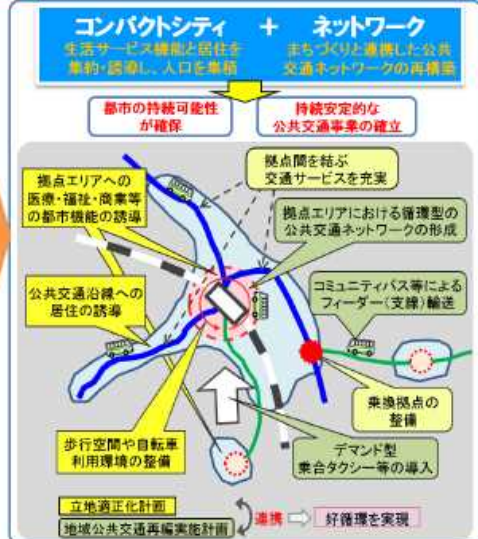 コンパクトシティ ＋ ネットワーク
生活サービス機能と居住を
集約・誘導し、人口を集積
まちづくりと連携した公共
交通ネットワークの再構築
都市の持続可能性
が確保
持続安定的な
公共交通事業の確立
拠点間を結ぶ
交通サービスを充実
拠点エリアへの
医療・福祉・商業等
の都市機能の誘導
拠点エリアにおける循環型の
公共交通ネットワークの形成
公共交通沿線への
居住の誘導
コミュニティバス等による
フィーダー(支線)輸送
乗換拠点の
整備
歩行空間や自転車
利用環境の整備
デマンド型
乗合タクシー等の導入
立地適正化計画
地域公共交通再編実施計画
連携
好循環を実現